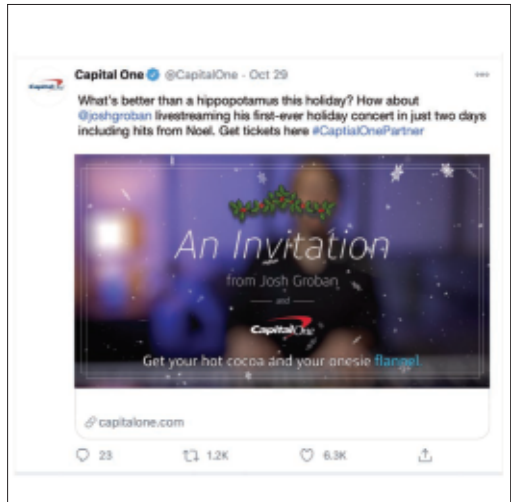 Capital One @CapitalOne · Oct 29
CapitalOne
What's better than a hippopotamus this holiday? How about
@joshgroban livestreaming his first-ever holiday concert in just two days
including hits from Noel. Get tickets here #CaptialOnePartner
An Invitation
from Josh Groban
and
CapitalOne
Get your hot cocoa and your onesie flannel
capitalone.com
23 1.2K 6.3K